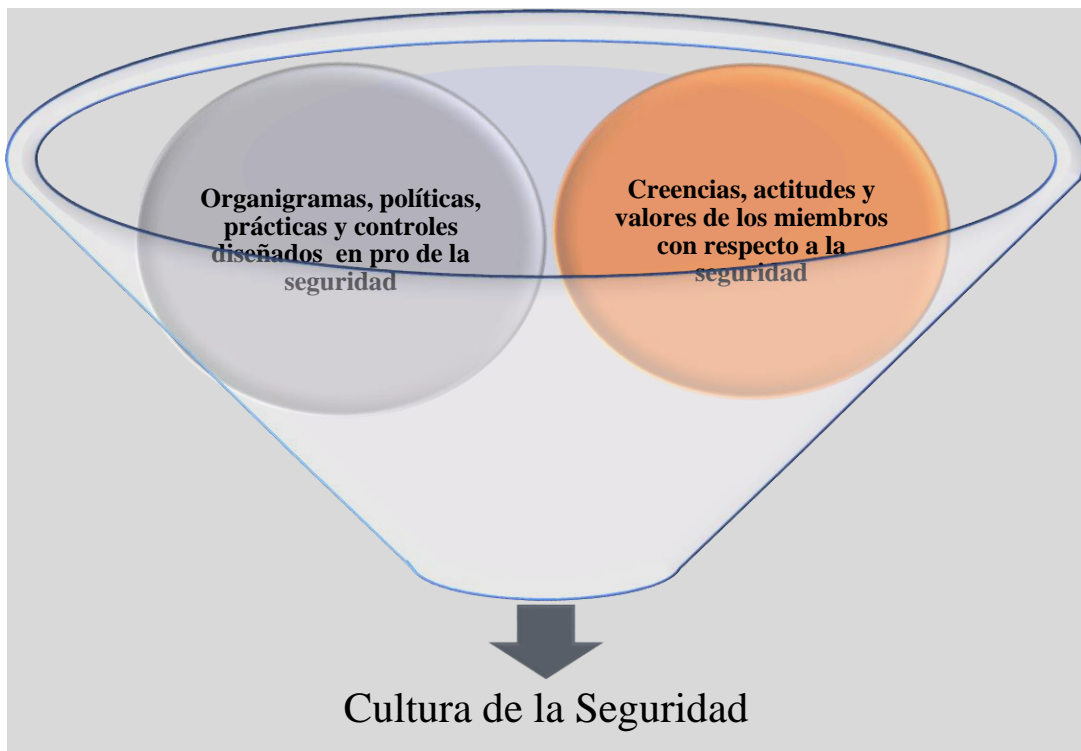 Organigramas, políticas,
prácticas y controles
diseñados en pro de la
seguridad
Creencias, actitudes y
valores de los miembros
con respecto a la
seguridad
Cultura de la Seguridad